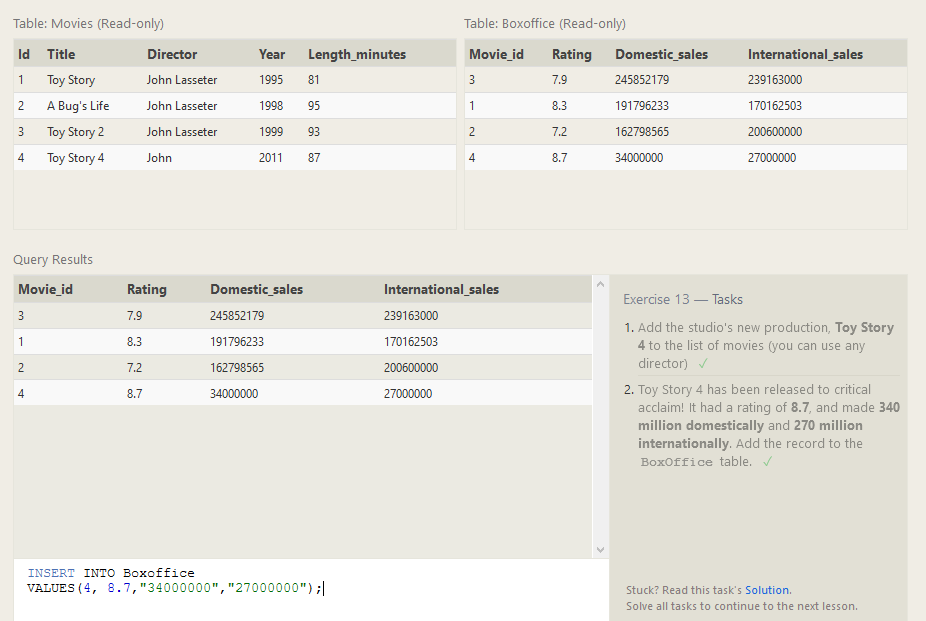 Table: Movies (Read-only)
Id Title Director Year Length_minutes
1 Toy Story John Lasseter 1995 81
2 A Bug's Life John Lasseter 1998 95
3 Toy Story 2 John Lasseter 1999 93
4 Toy Story 4 John 2011 87
Table: Boxoffice (Read-only)
Movie_id Rating Domestic_sales International_sales
3 7.9 245852179 239163000
1 8.3 191796233 170162503
2 7.2 162798565 200600000
4 8.7 34000000 27000000
Query Results
Movie_id Rating Domestic_sales International_sales
3 7.9 245852179 239163000
1 8.3 191796233 170162503
2 7.2 162798565 200600000
4 8.7 34000000 27000000
INSERT INTO Boxoffice
VALUES(4, 8.7,"34000000","27000000");
Exercise 13 — Tasks
1. Add the studio's new production, Toy Story
4 to the list of movies (you can use any
director) ✓
2. Toy Story 4 has been released to critical
acclaim! It had a rating of 8.7, and made 340
million domestically and 270 million
internationally. Add the record to the
BoxOffice table. ✓
Stuck? Read this task's Solution.
Solve all tasks to continue to the next lesson.